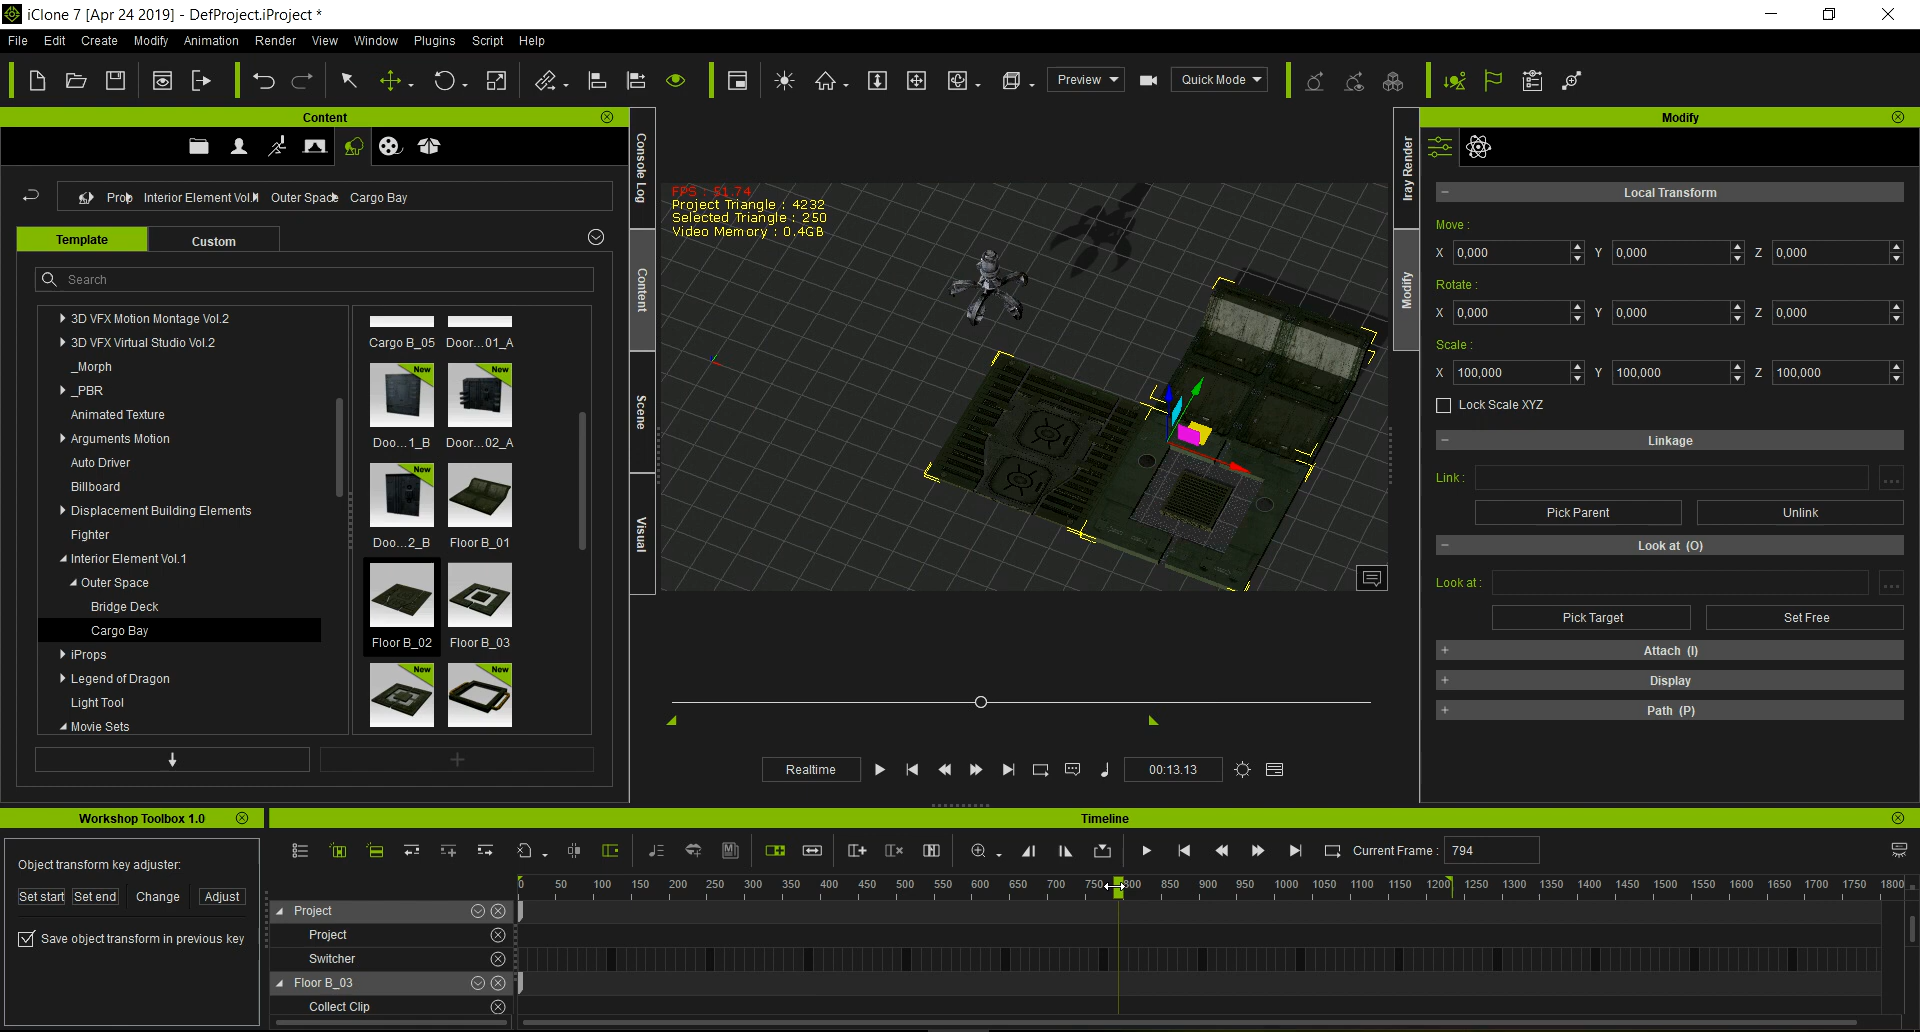 iClone 7 [Apr 24 2019] - DefProject.iProject *
File Edit Create Modify Animation Render View Window Plugins Script Help
Preview Quick Mode
Content
Prop Interior Element Vol.1 Outer Space Cargo Bay
Template Custom
Search
3D VFX Motion Montage Vol.2
3D VFX Virtual Studio Vol.2
_Morph
_PBR
Animated Texture
Arguments Motion
Auto Driver
Billboard
Displacement Building Elements
Fighter
Interior Element Vol.1
Outer Space
Bridge Deck
Cargo Bay
iProps
Legend of Dragon
Light Tool
Movie Sets
Cargo B_05 Door...01_A
New New
Doo...1_B Door...02_A
New
Doo...2_B Floor B_01
Floor B_02 Floor B_03
New New
Console Log
Content
Scene
Visual
FPS : 51.74
Project Triangle : 4232
Selected Triangle : 250
Video Memory : 0.4GB
Realtime 00:13.13
Iray Render
Modify
Modify
Local Transform
Move :
X 0,000 Y 0,000 Z 0,000
Rotate :
X 0,000 Y 0,000 Z 0,000
Scale :
X 100,000 Y 100,000 Z 100,000
Lock Scale XYZ
Linkage
Link : ...
Pick Parent Unlink
Look at (O)
Look at : ...
Pick Target Set Free
Attach (I)
Display
Path (P)
Workshop Toolbox 1.0
Object transform key adjuster:
Set start Set end Change Adjust
Save object transform in previous key
Timeline
Current Frame : 794
0 50 100 150 200 250 300 350 400 450 500 550 600 650 700 750 800 850 900 950 1000 1050 1100 1150 1200 1250 1300 1350 1400 1450 1500 1550 1600 1650 1700 1750 1800
Project
Project
Switcher
Floor B_03
Collect Clip